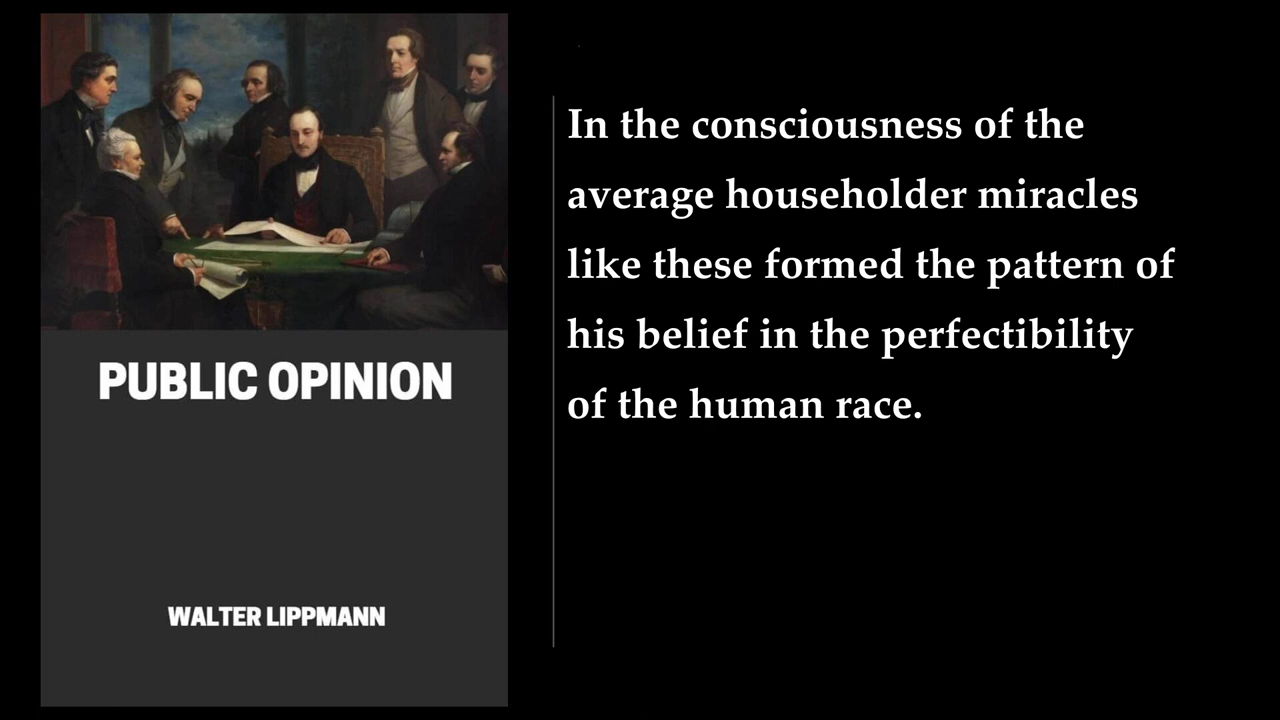 PUBLIC OPINION
WALTER LIPPMANN
In the consciousness of the
average householder miracles
like these formed the pattern of
his belief in the perfectibility
of the human race.